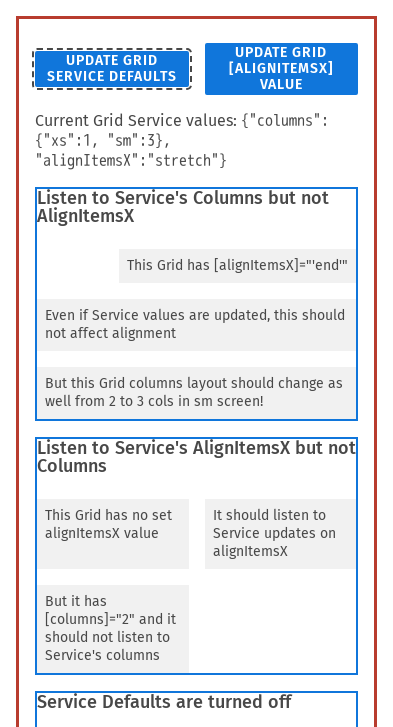 UPDATE GRID
SERVICE DEFAULTS
UPDATE GRID
[ALIGNITEMSX]
VALUE
Current Grid Service values: {"columns":
{"xs":1, "sm":3},
"alignItemsX":"stretch"}
Listen to Service's Columns but not
AlignItemsX
This Grid has [alignItemsX]="'end'"
Even if Service values are updated, this should
not affect alignment
But this Grid columns layout should change as
well from 2 to 3 cols in sm screen!
Listen to Service's AlignItemsX but not
Columns
This Grid has no set
alignItemsX value
It should listen to
Service updates on
alignItemsX
But it has
[columns]="2" and it
should not listen to
Service's columns
Service Defaults are turned off